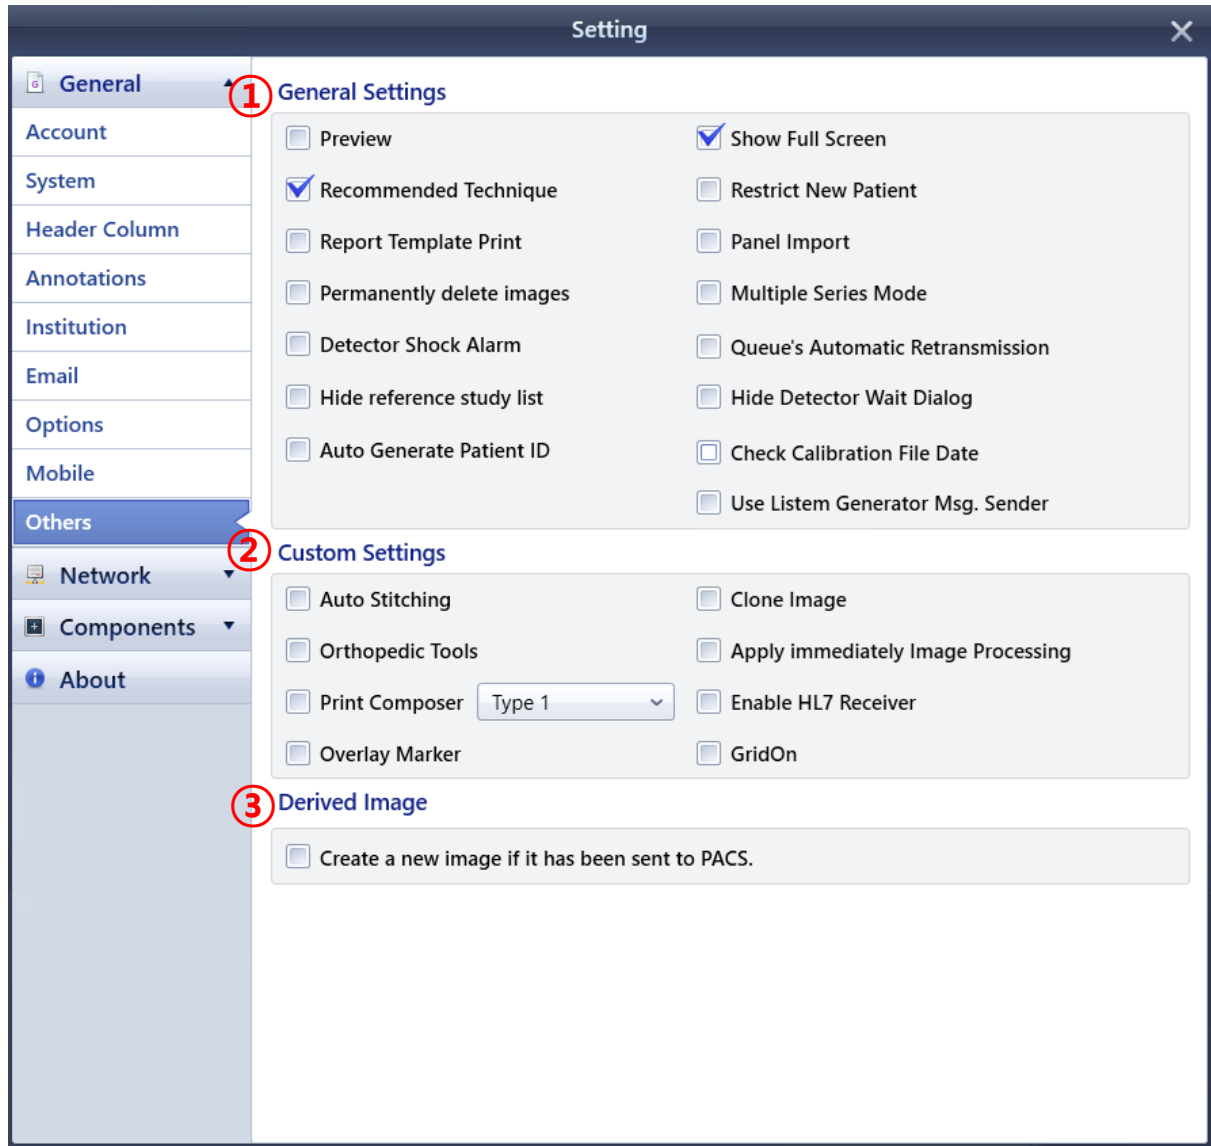 Setting
General
Account
System
Header Column
Annotations
Institution
Email
Options
Mobile
Others
Network
Components
About
① General Settings
Preview
Show Full Screen
Recommended Technique
Restrict New Patient
Report Template Print
Panel Import
Permanently delete images
Multiple Series Mode
Detector Shock Alarm
Queue's Automatic Retransmission
Hide reference study list
Hide Detector Wait Dialog
Auto Generate Patient ID
Check Calibration File Date
Use Listem Generator Msg. Sender
② Custom Settings
Auto Stitching
Clone Image
Orthopedic Tools
Apply immediately Image Processing
Print Composer Type 1
Enable HL7 Receiver
Overlay Marker
GridOn
③ Derived Image
Create a new image if it has been sent to PACS.